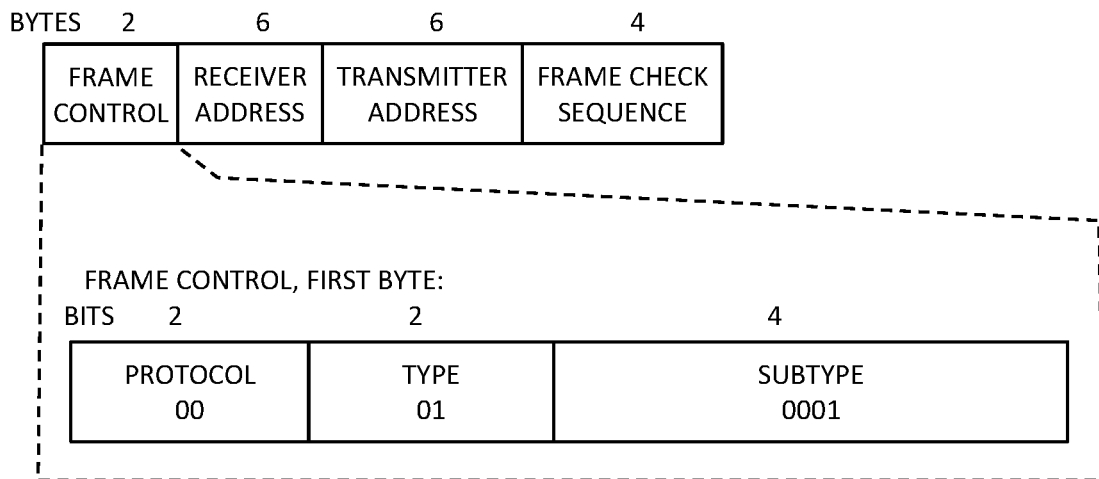 BYTES 2 6 6 4
FRAME CONTROL RECEIVER ADDRESS TRANSMITTER ADDRESS FRAME CHECK SEQUENCE
FRAME CONTROL, FIRST BYTE:
BITS 2 2 4
PROTOCOL TYPE SUBTYPE
00 01 0001